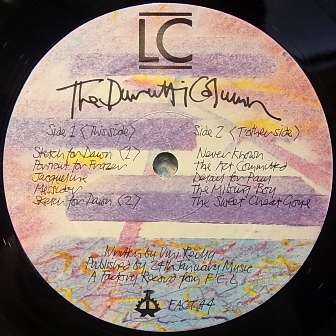 LC
The Durutti Column
Side 1 (This side)
Sketch for Dawn (1)
Portrait for Frazer
Jacqueline
Messidor
Sketch for Dawn (2)
Side 2 (T'other side)
Never Known
The Act Committed
Detail for Paul
The Missing Boy
The Sweet Cheat Gone
Written by Vini Reilly
Published by 24th January Music
A Factory Record from F.C.L.
FACT 44